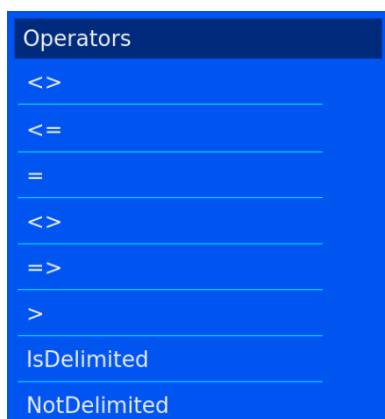 Operators
<>
<=
=
<>
=>
>
IsDelimited
NotDelimited